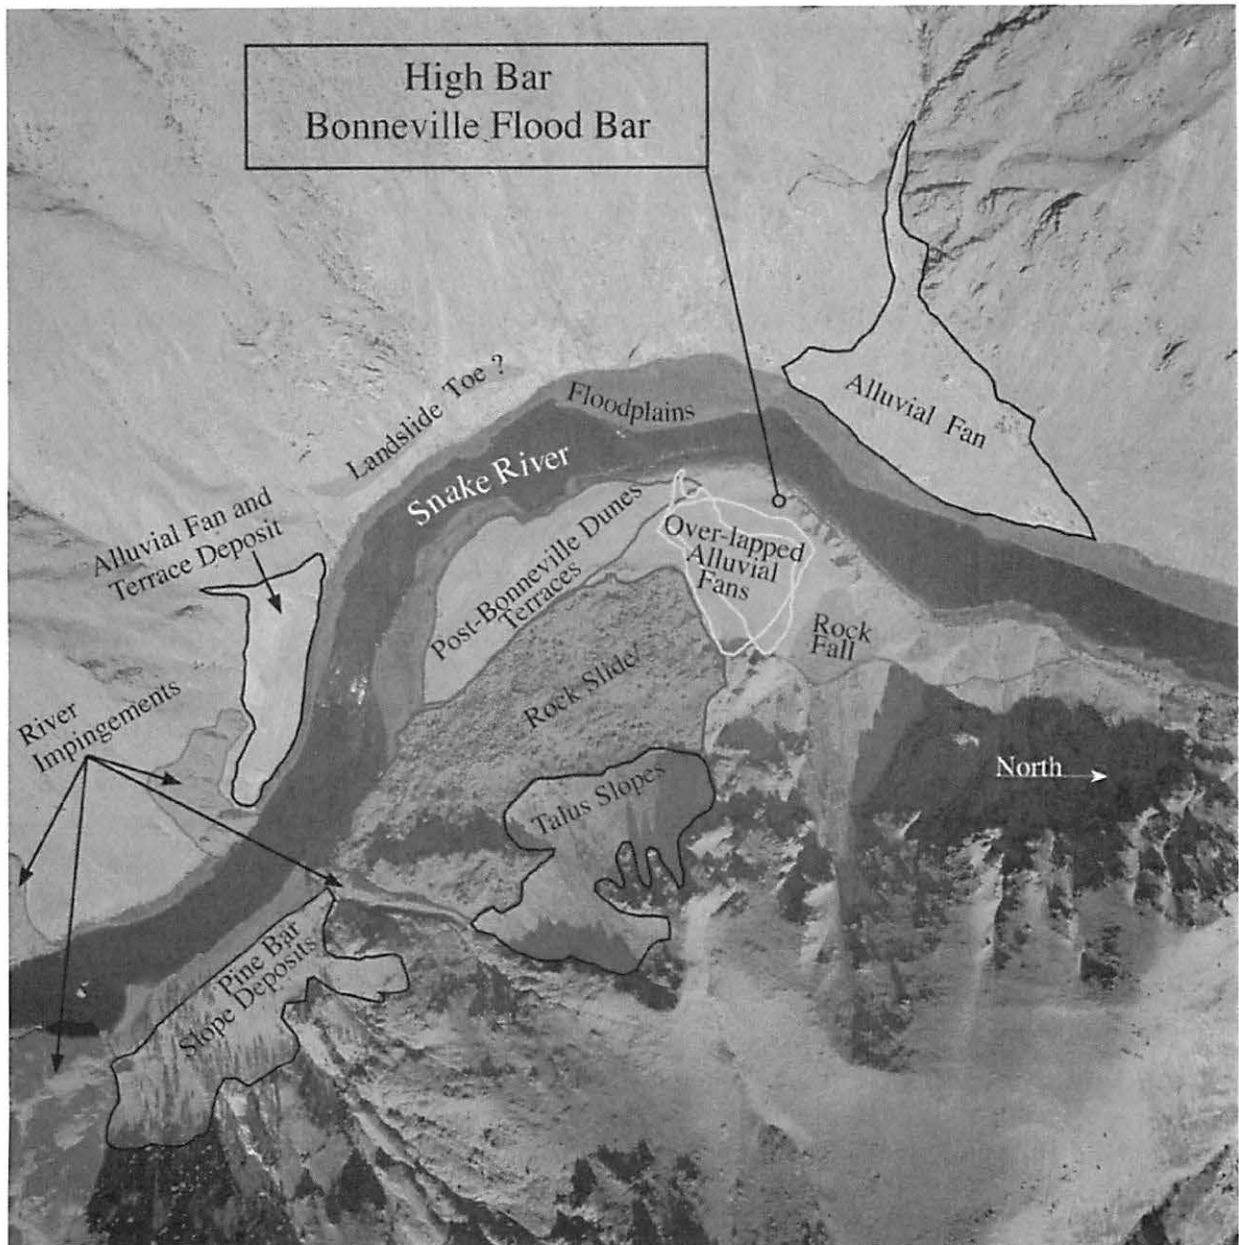 High Bar
Bonneville Flood Bar
Alluvial Fan
Landslide Toe ?
Floodplains
Snake River
Alluvial Fan and
Terrace Deposit
Post-Bonneville Dunes
Terraces
Over-lapped
Alluvial
Fans
Rock
Fall
Rock Slide/
River
Impingements
Talus Slopes
North
Pine Bar
Slope Deposits